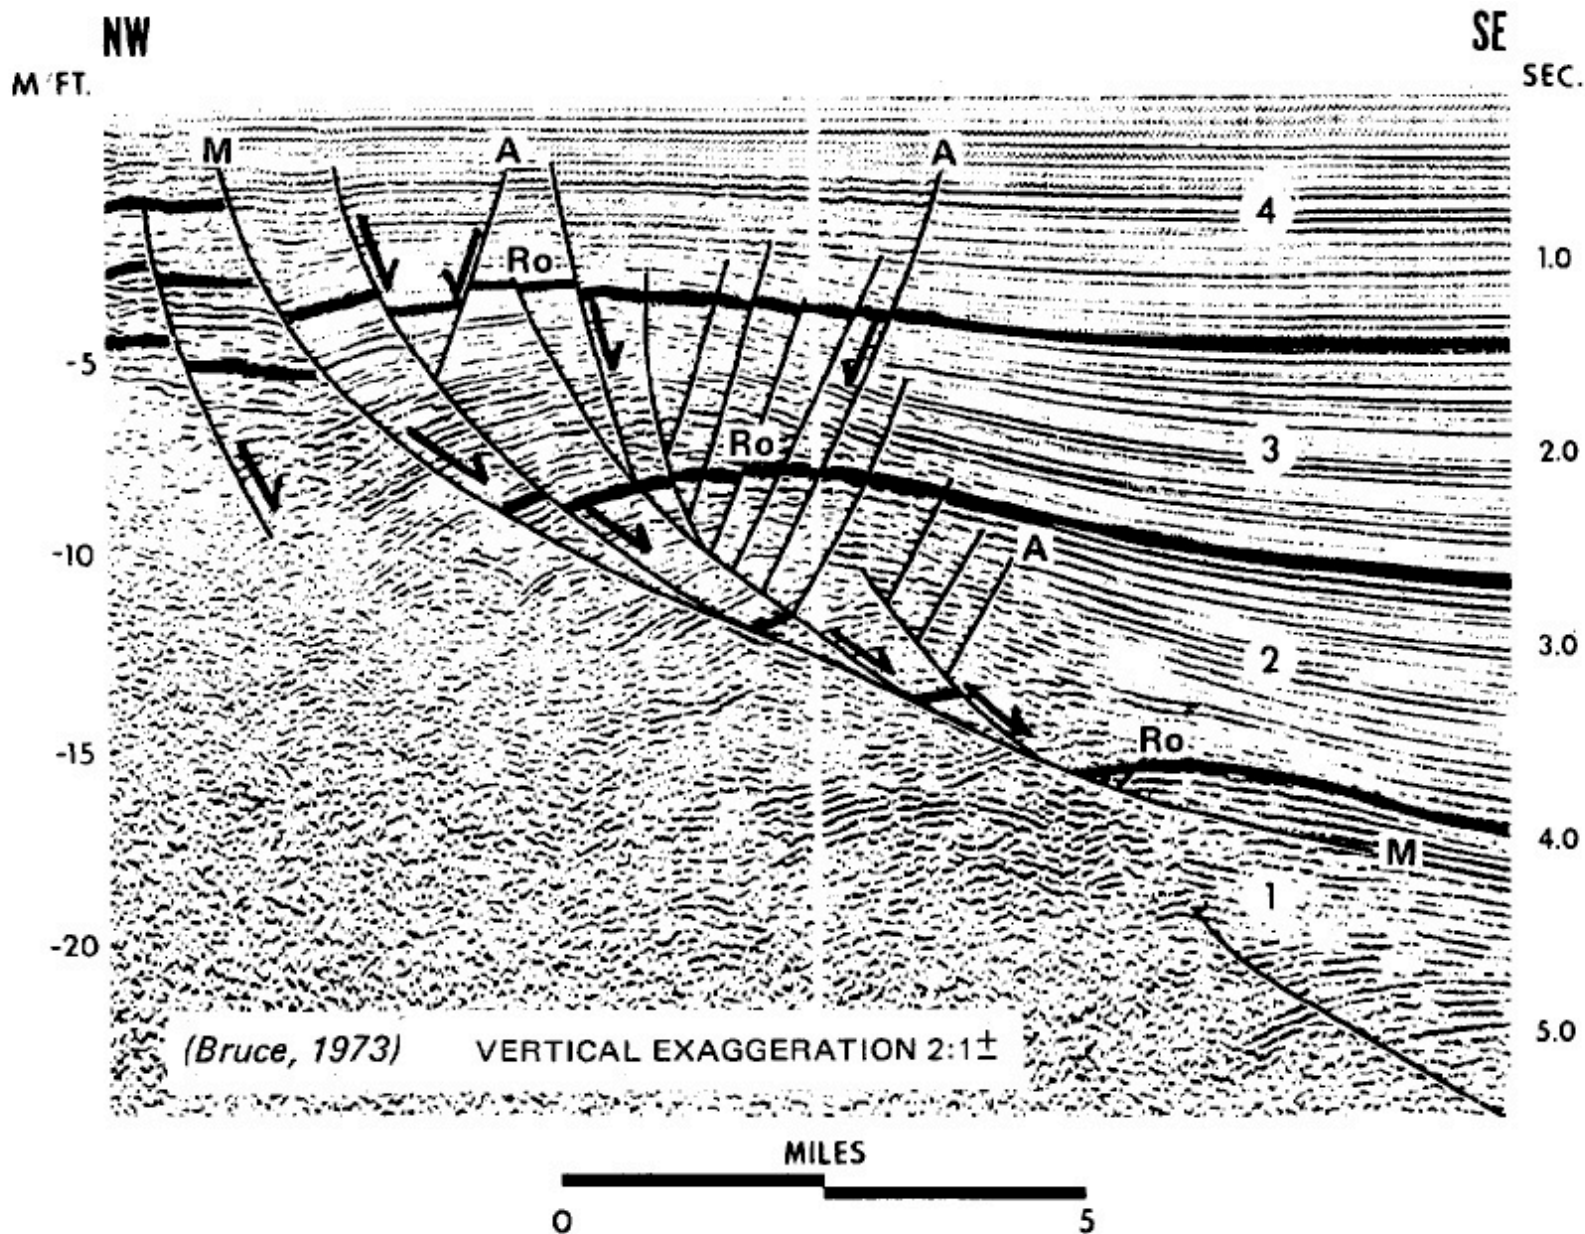 NW SE
M'FT. SEC.
M A A
4
Ro 1.0
-5
Ro 3 2.0
-10 A
2 3.0
-15 Ro
4.0
M
1
-20
5.0
(Bruce, 1973) VERTICAL EXAGGERATION 2:1±
MILES
0 5